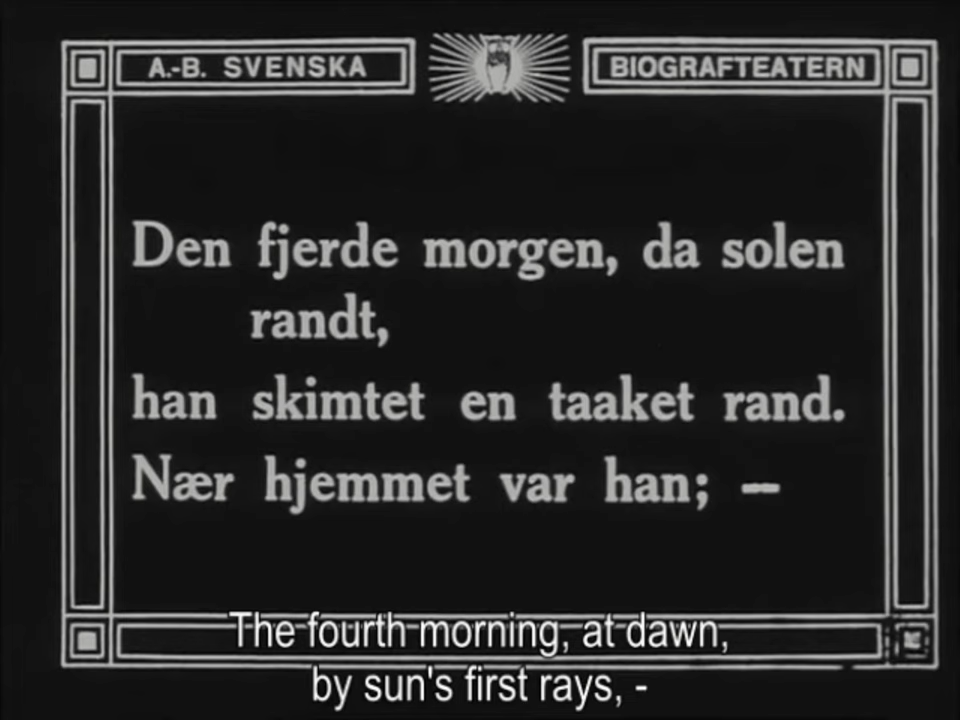 A.-B. SVENSKA BIOGRAFTEATERN
Den fjerde morgen, da solen
randt,
han skimtet en taaket rand.
Nær hjemmet var han; —
The fourth morning, at dawn,
by sun's first rays, -